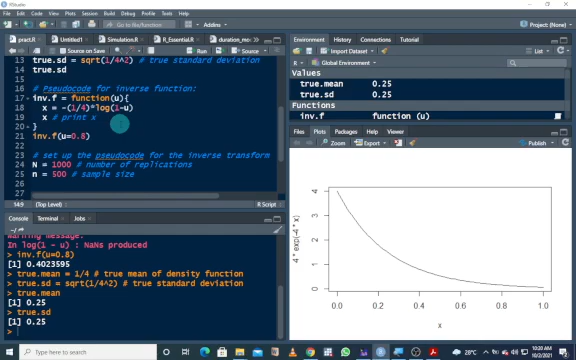 RStudio
File Edit Code View Plots Session Build Debug Profile Tools Help
Go to file/function
Addins
Project: (None)
pract.R Untitled1 Simulation.R R_Essential.R duration_mo
Source on Save Run Source
13 true.sd = sqrt(1/4^2) # true standard deviation
14 true.sd
15
16 # Pseudocode for inverse function:
17 inv.f = function(u){
18 x = -(1/4)*log(1-u)
19 x # print x
20 }
21 inv.f(u=0.8)
22
23 # set up the pseudocode for the inverse transform
24 N = 1000 # number of replications
25 n = 500 # sample size
26
27
14:9 (Top Level) R Script
Console Terminal Jobs
~/
Warning message:
In log(1 - u) : NaNs produced
> inv.f(u=0.8)
[1] 0.4023595
> true.mean = 1/4 # true mean of density function
> true.sd = sqrt(1/4^2) # true standard deviation
> true.mean
[1] 0.25
> true.sd
[1] 0.25
>
Environment History Connections Tutorial
Import Dataset List
R Global Environment
Values
true.mean 0.25
true.sd 0.25
Functions
inv.f function (u)
Files Plots Packages Help Viewer
Zoom Export Publish
4 * exp(-4 * x)
4
3
2
1
0
0.0 0.2 0.4 0.6 0.8 1.0
x
Type here to search
28°C
10:20 AM
10/2/2021